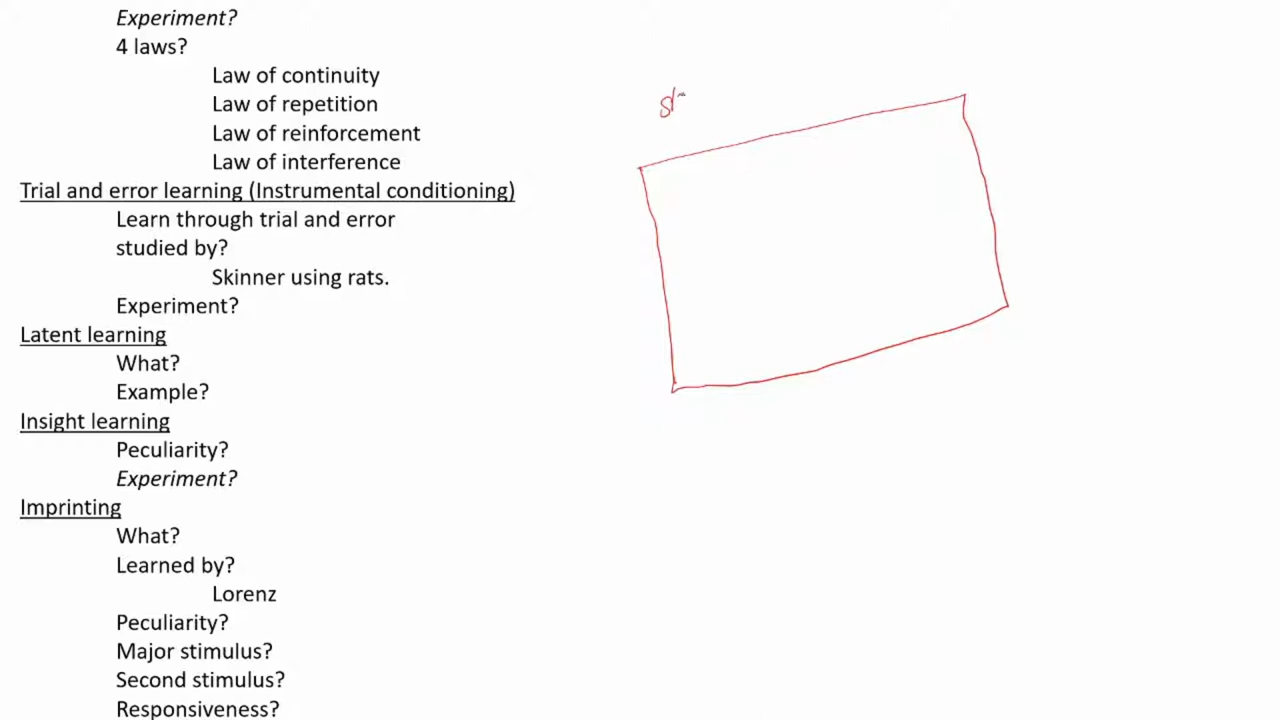 Experiment?
4 laws?
Law of continuity
Law of repetition
Law of reinforcement
Law of interference
Trial and error learning (Instrumental conditioning)
Learn through trial and error
studied by?
Skinner using rats.
Experiment?
Latent learning
What?
Example?
Insight learning
Peculiarity?
Experiment?
Imprinting
What?
Learned by?
Lorenz
Peculiarity?
Major stimulus?
Second stimulus?
Responsiveness?